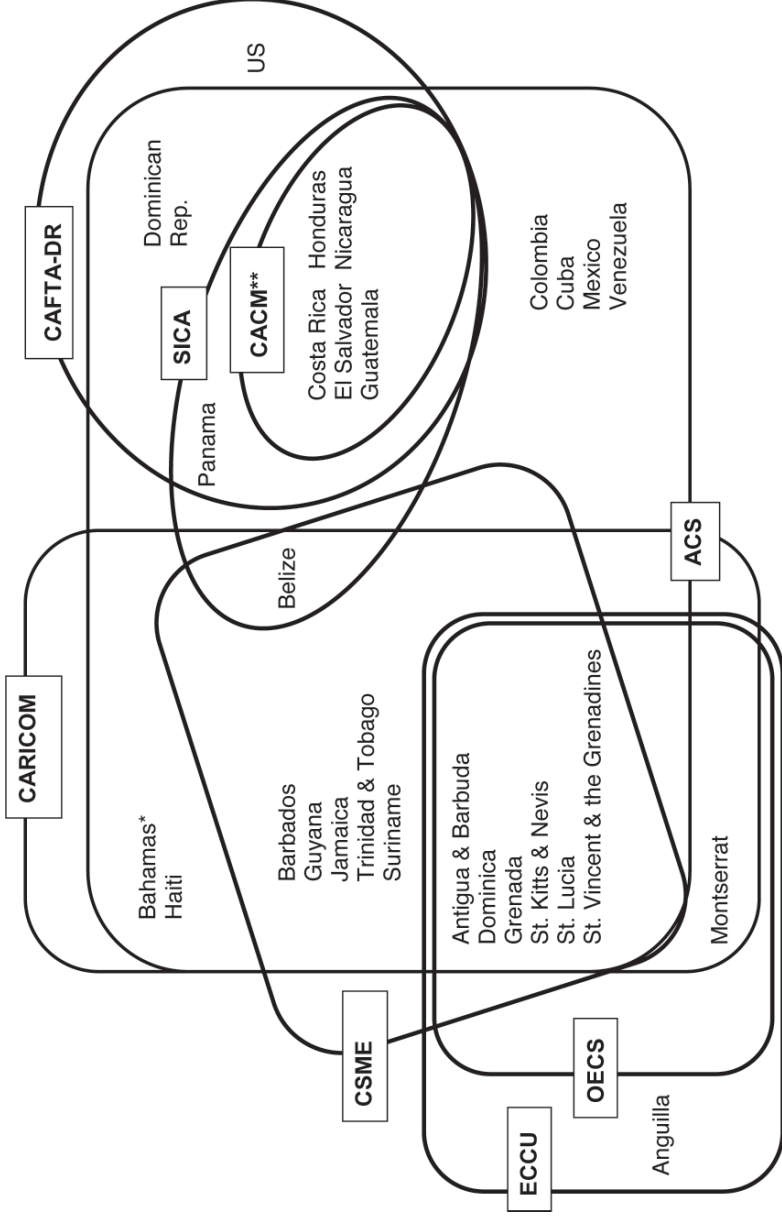 CARICOM
CAFTA-DR
US
Bahamas*
Haiti
Dominican
Rep.
SICA
Panama
CACM**
Belize
Costa Rica Honduras
El Salvador Nicaragua
Guatemala
Barbados
Guyana
Jamaica
Trinidad & Tobago
Suriname
CSME
Antigua & Barbuda
Dominica
Grenada
St. Kitts & Nevis
St. Lucia
St. Vincent & the Grenadines
Colombia
Cuba
Mexico
Venezuela
ECCU
OECS
ACS
Anguilla
Montserrat